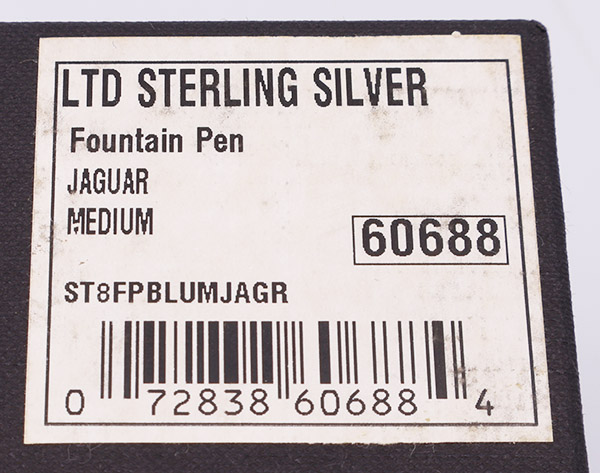 LTD STERLING SILVER
Fountain Pen
JAGUAR
MEDIUM
60688
ST8FPBLUMJAGR
0 72838 60688 4